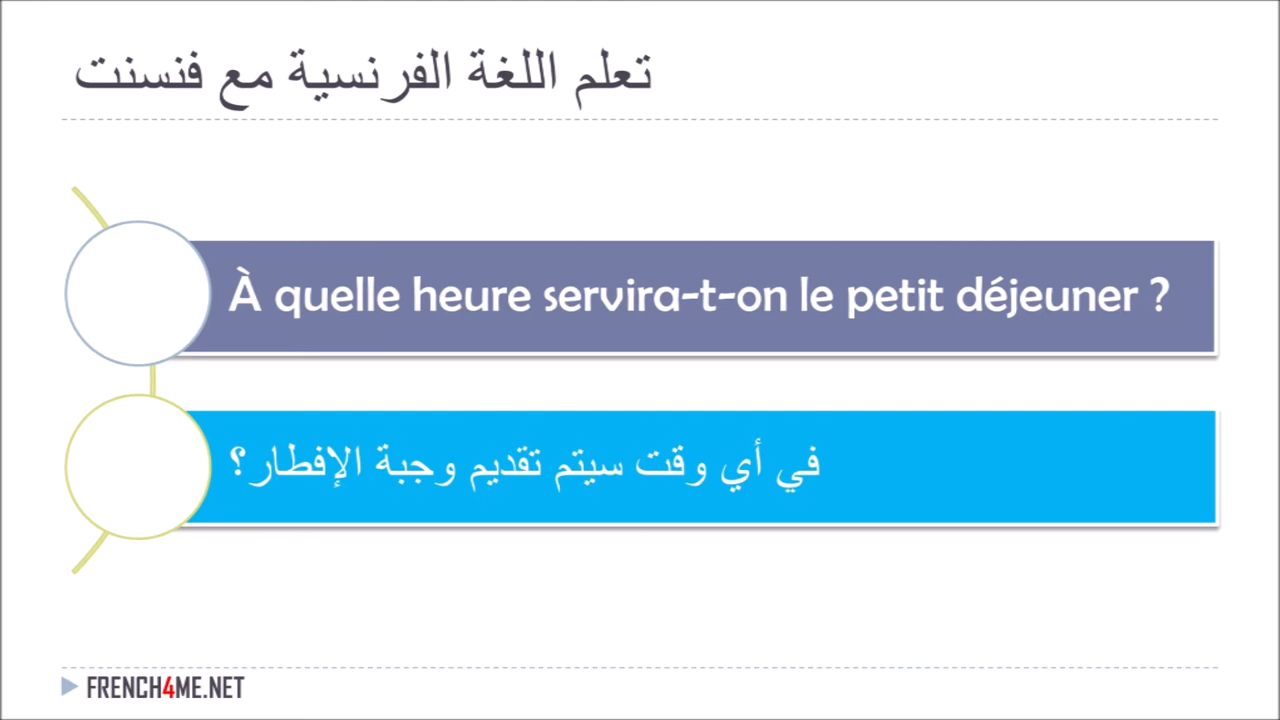 تعلم اللغة الفرنسية مع فنسنت
À quelle heure servira-t-on le petit déjeuner ?
في أي وقت سيتم تقديم وجبة الإفطار؟
FRENCH4ME.NET